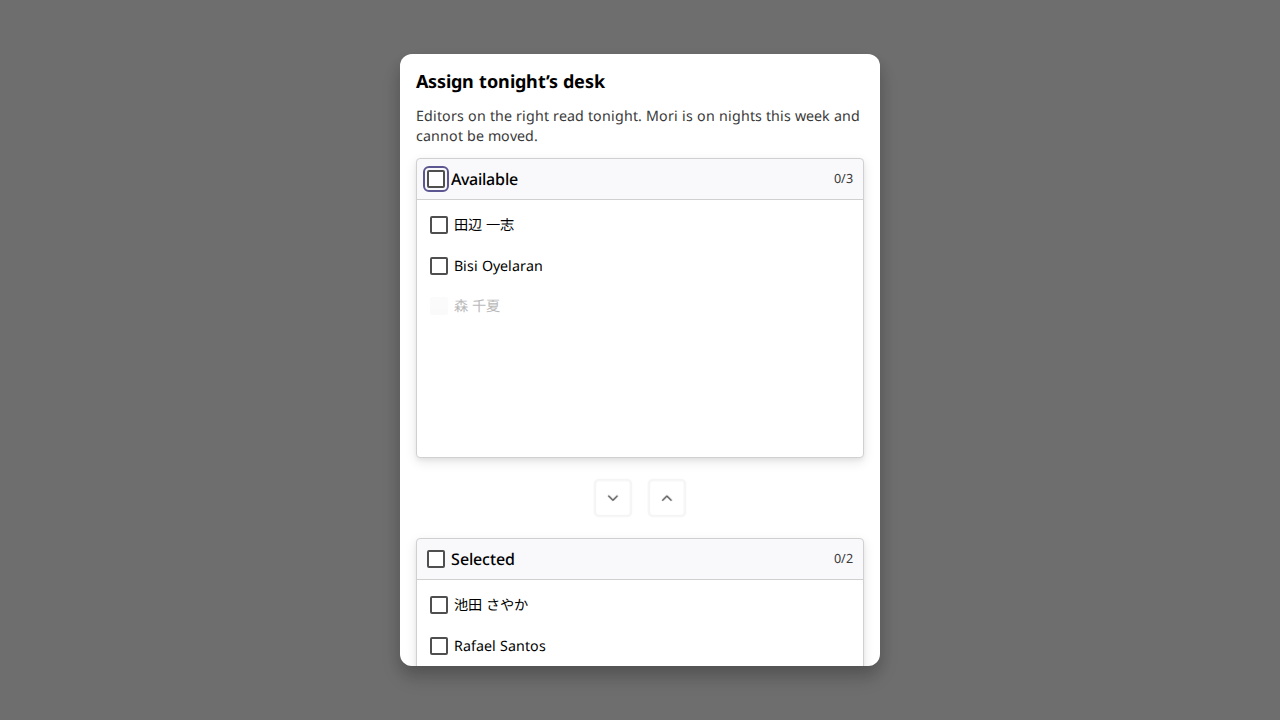 Assign tonight’s desk
Editors on the right read tonight. Mori is on nights this week and
cannot be moved.
Available 0/3
田辺 一志
Bisi Oyelaran
森 千夏
Selected 0/2
池田 さやか
Rafael Santos